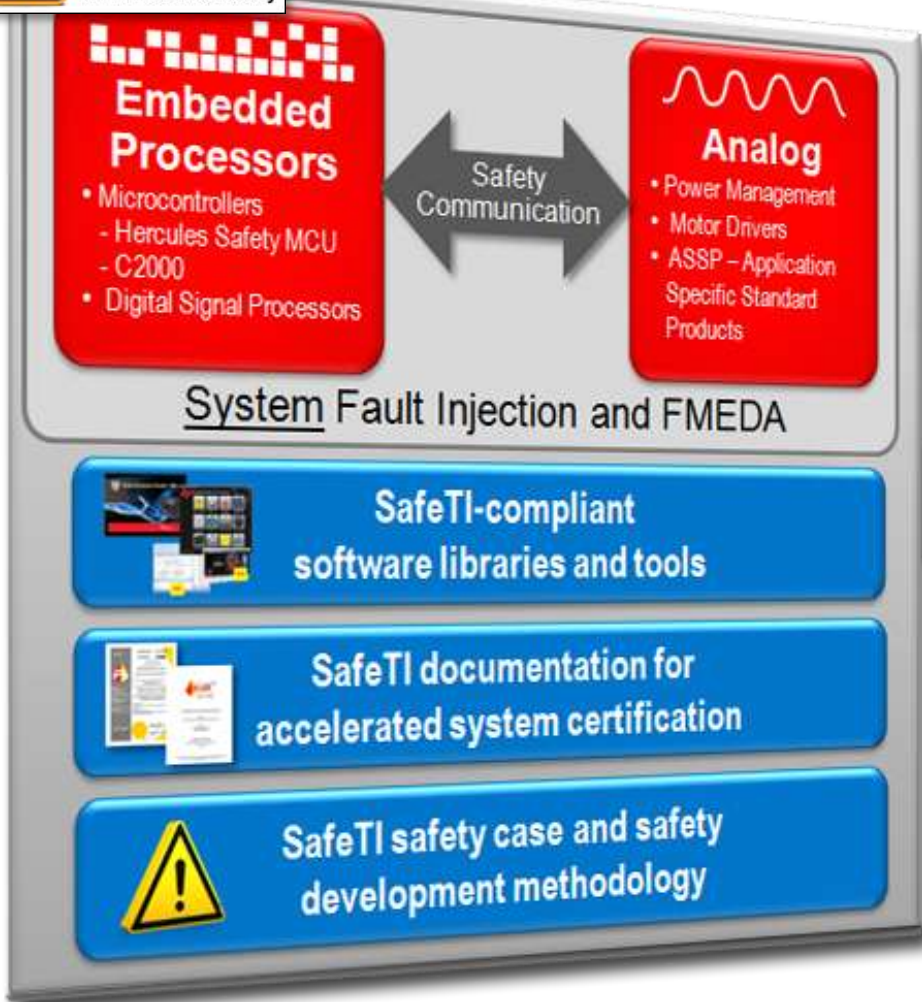 Embedded
Processors
• Microcontrollers
- Hercules Safety MCU
- C2000
• Digital Signal Processors
Safety
Communication
Analog
• Power Management
• Motor Drivers
• ASSP – Application
Specific Standard
Products
System Fault Injection and FMEDA
SafeTI-compliant
software libraries and tools
SafeTI documentation for
accelerated system certification
SafeTI safety case and safety
development methodology